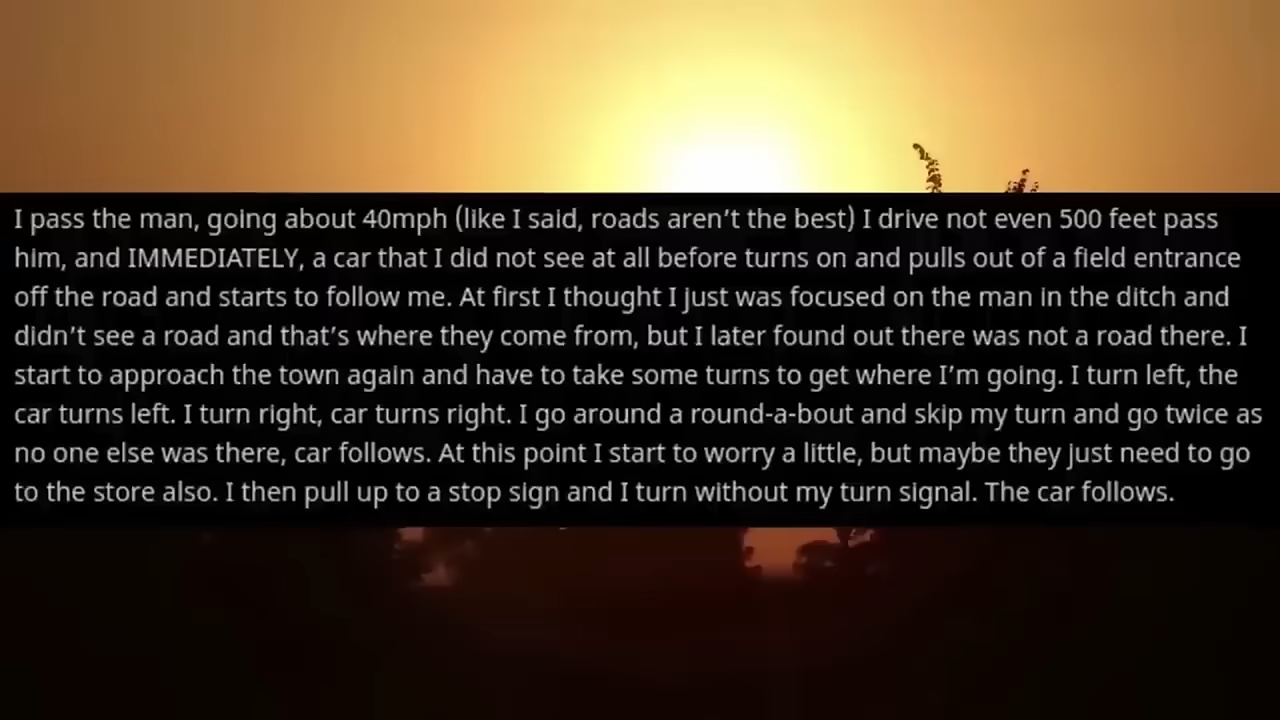 I pass the man, going about 40mph (like I said, roads aren't the best) I drive not even 500 feet pass
him, and IMMEDIATELY, a car that I did not see at all before turns on and pulls out of a field entrance
off the road and starts to follow me. At first I thought I just was focused on the man in the ditch and
didn't see a road and that's where they come from, but I later found out there was not a road there. I
start to approach the town again and have to take some turns to get where I'm going. I turn left, the
car turns left. I turn right, car turns right. I go around a round-a-bout and skip my turn and go twice as
no one else was there, car follows. At this point I start to worry a little, but maybe they just need to go
to the store also. I then pull up to a stop sign and I turn without my turn signal. The car follows.